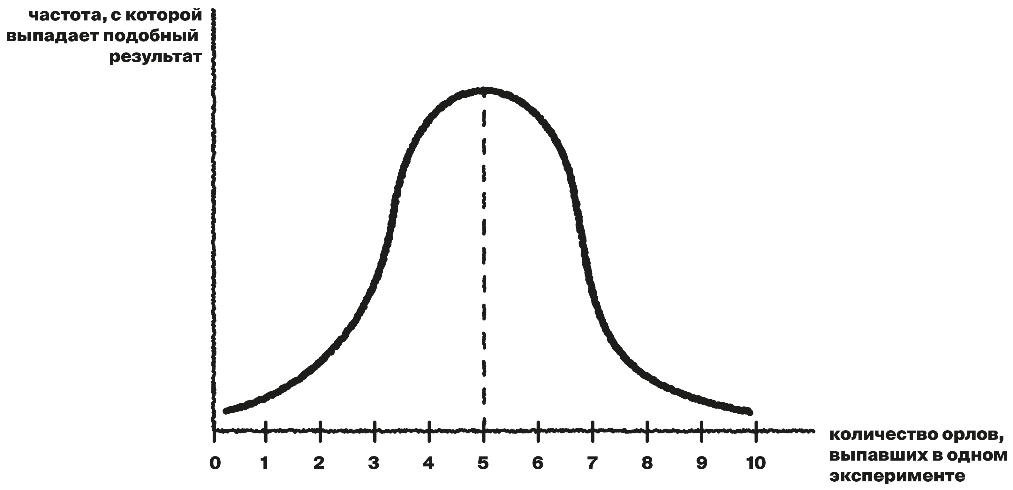 частота, с которой
выпадает подобный
результат
0 1 2 3 4 5 6 7 8 9 10
количество орлов,
выпавших в одном
эксперименте